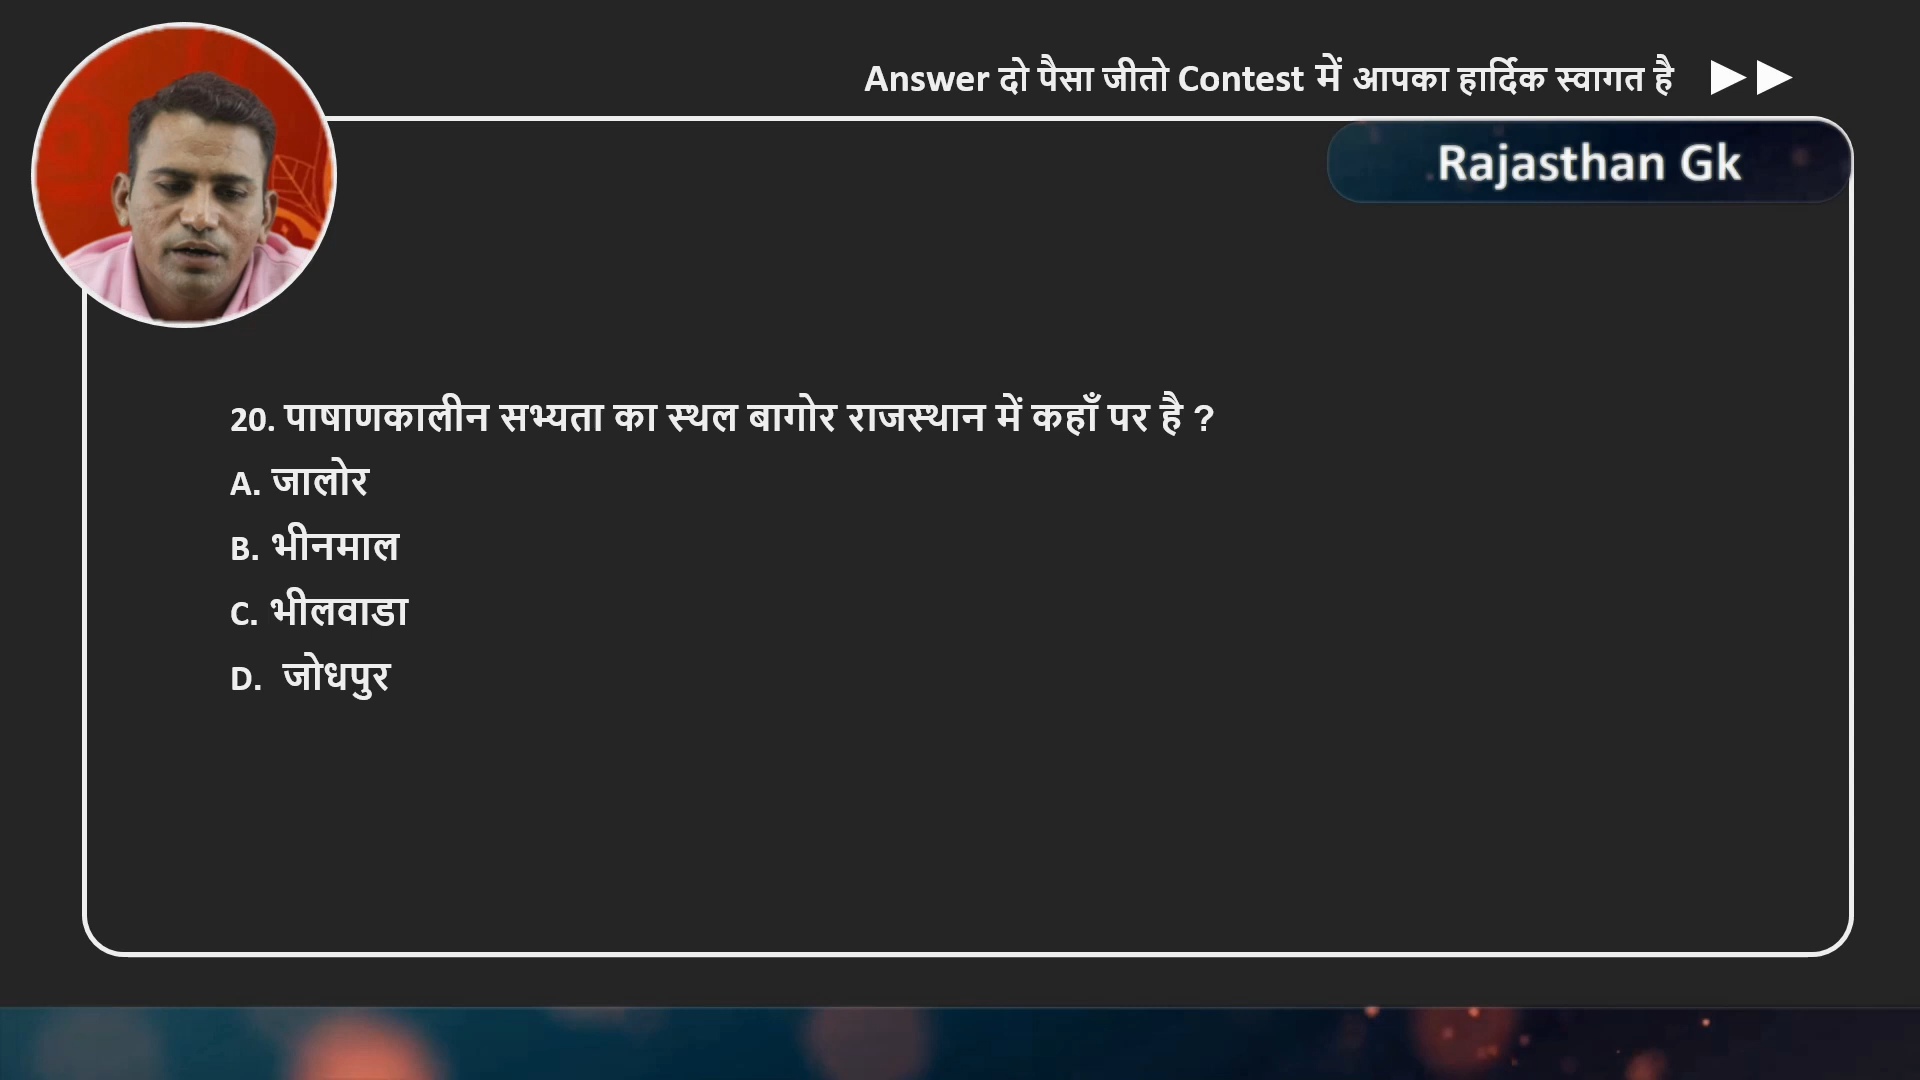 Answer दो पैसा जीतो Contest में आपका हार्दिक स्वागत है
Rajasthan Gk
20. पाषाणकालीन सभ्यता का स्थल बागोर राजस्थान में कहाँ पर है ?
A. जालोर
B. भीनमाल
C. भीलवाडा
D. जोधपुर